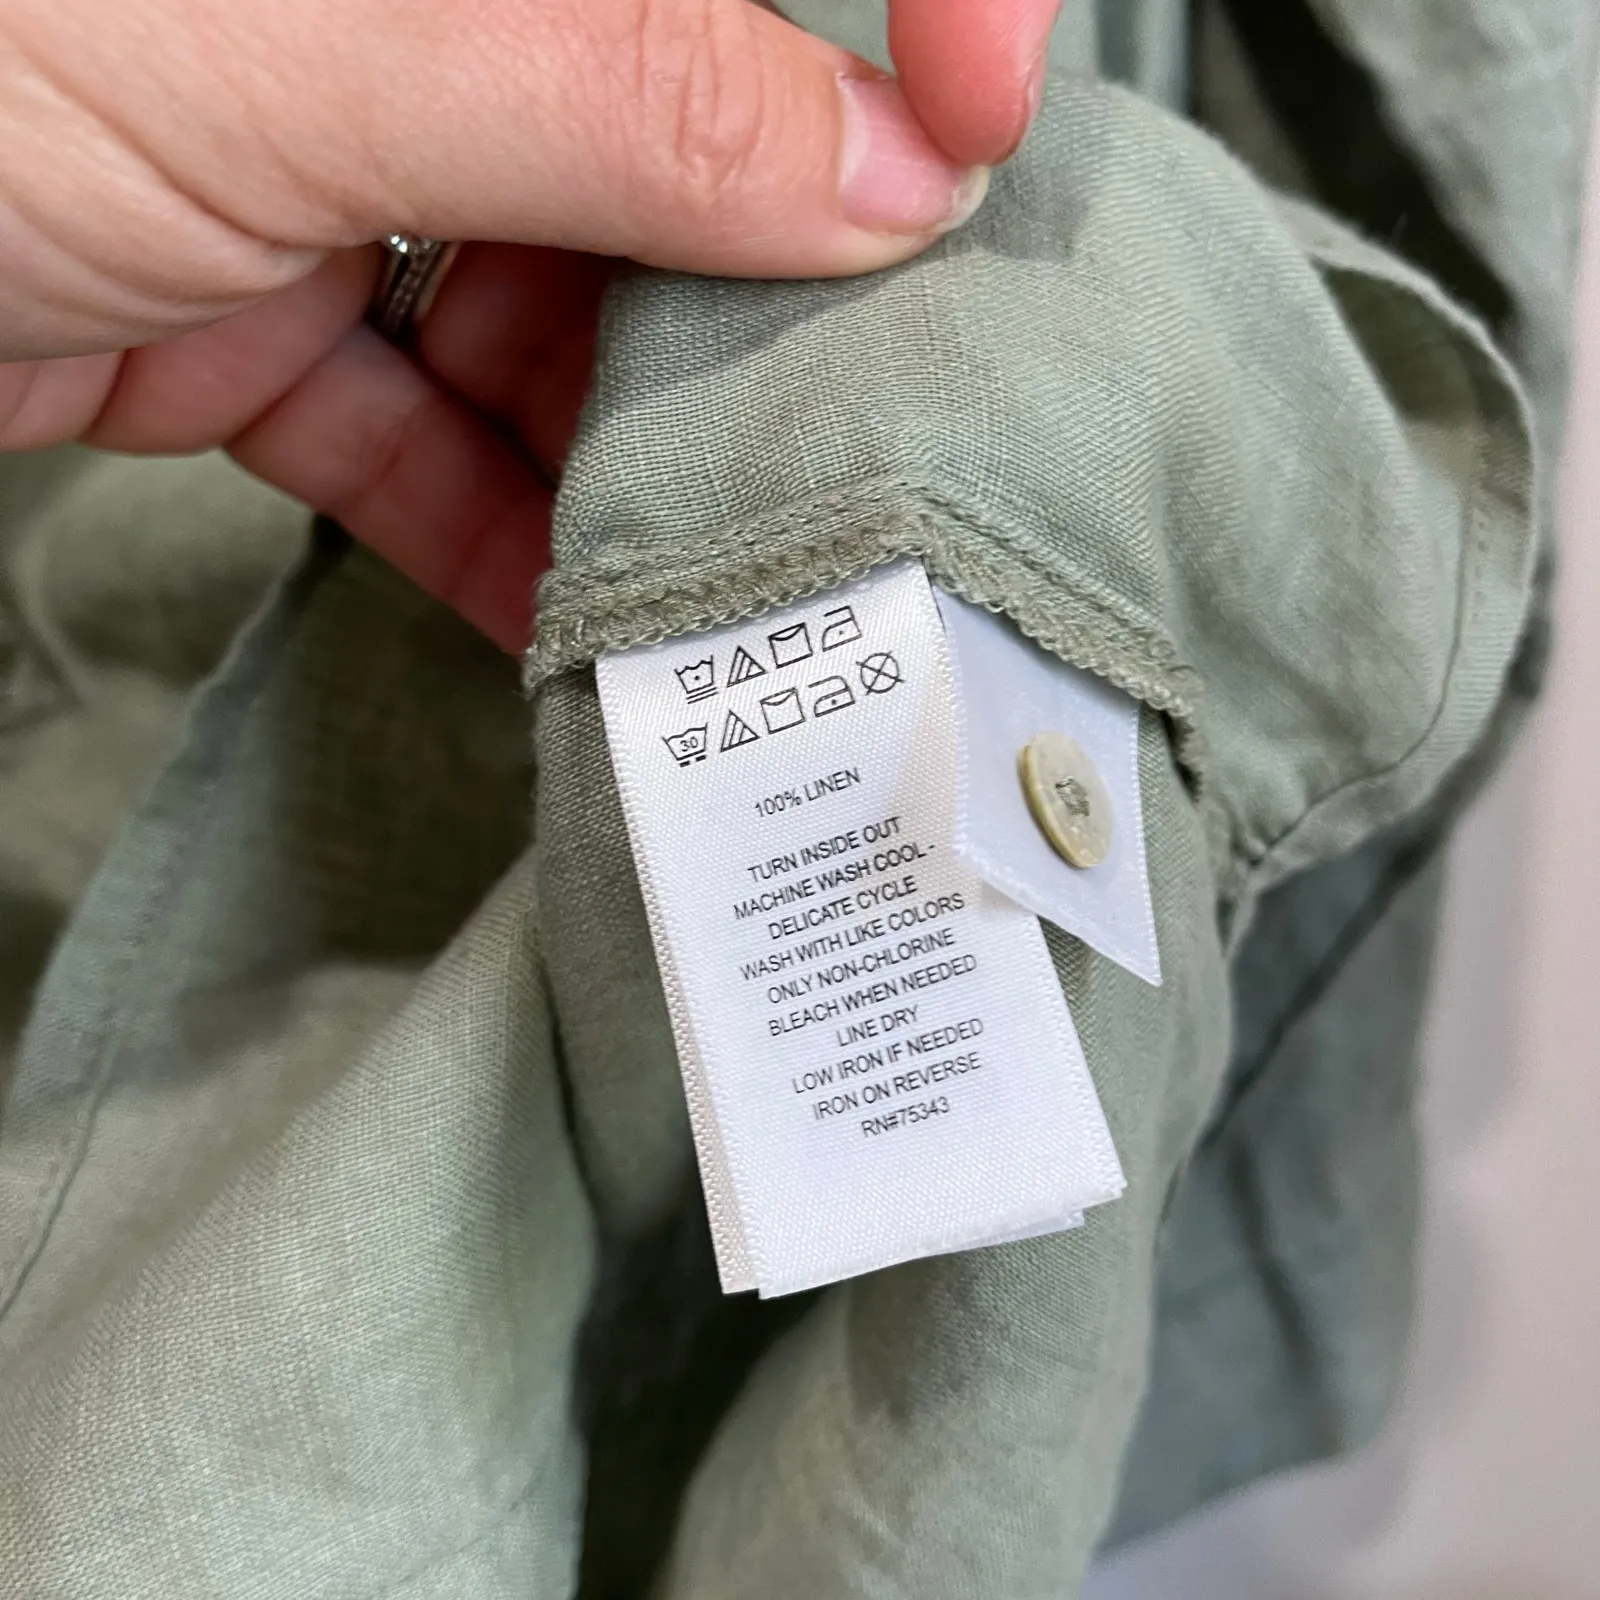 30
100% LINEN
TURN INSIDE OUT
MACHINE WASH COOL -
DELICATE CYCLE
WASH WITH LIKE COLORS
ONLY NON-CHLORINE
BLEACH WHEN NEEDED
LINE DRY
LOW IRON IF NEEDED
IRON ON REVERSE
RN#75343